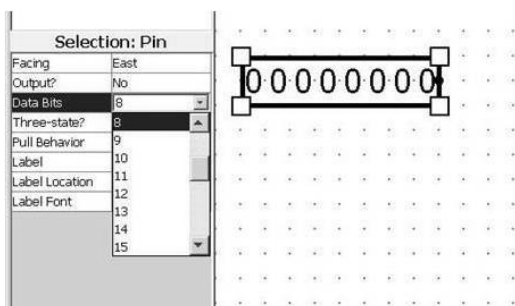 Selection: Pin
Facing East
Output? No
Data Bits 8
Three-state? 8
Pull Behavior 9
Label 10
Label Location 11
Label Font 12
13
14
15
00000000